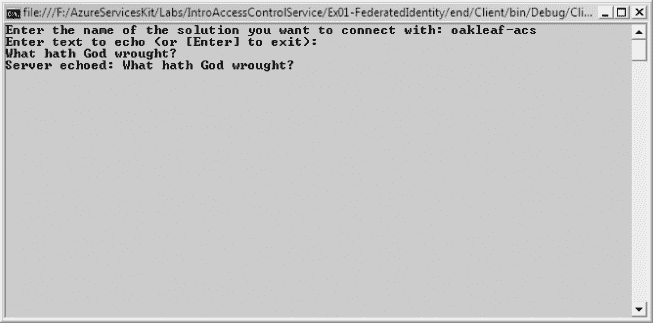 file:///F:/AzureServicesKit/Labs/IntroAccessControlService/Ex01-FederatedIdentity/end/Client/bin/Debug/Cli...
Enter the name of the solution you want to connect with: oakleaf-acs
Enter text to echo (or [Enter] to exit):
What hath God wrought?
Server echoed: What hath God wrought?